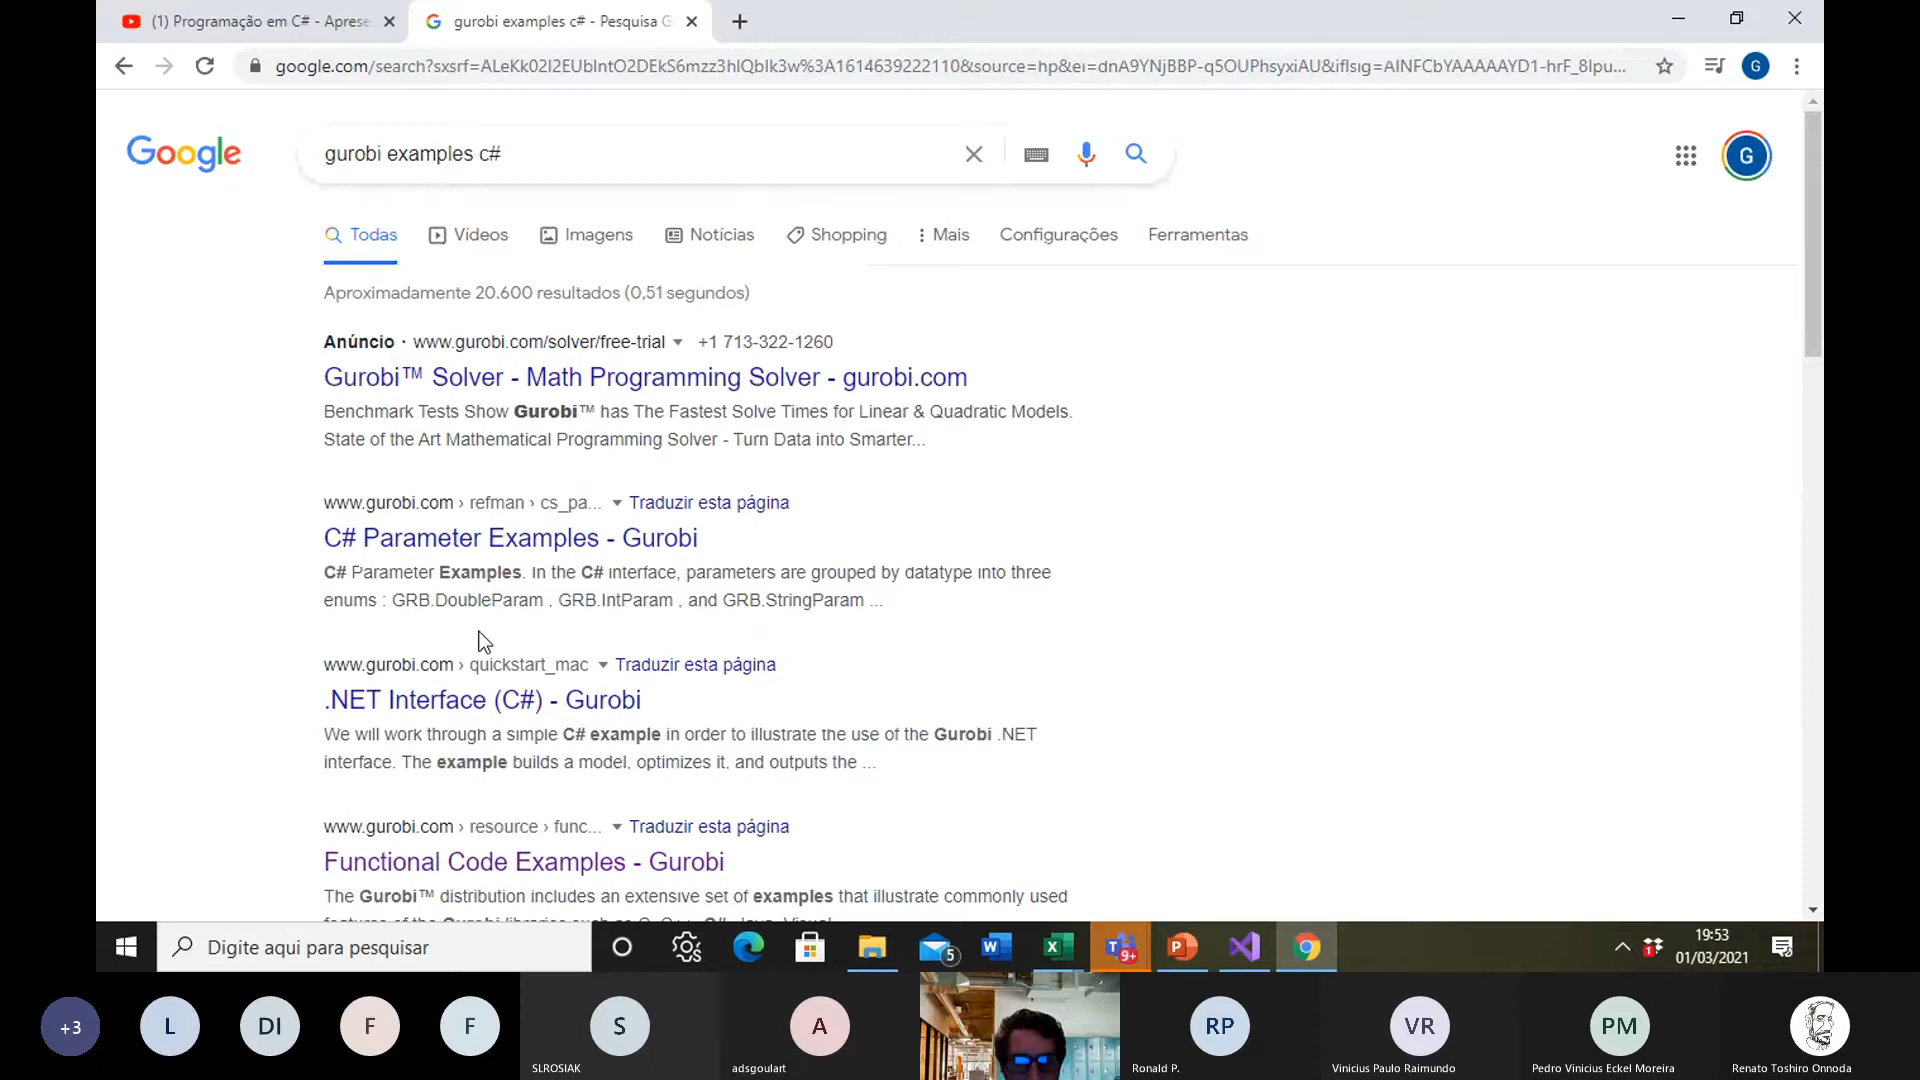 (1) Programação em C# - Aprese
gurobi examples c# - Pesquisa G
google.com/search?sxsrf=ALeKk02I2EUbIntO2DEkS6mzz3hIQbIk3w%3A1614639222110&source=hp&ei=dnA9YNjBBP-q5OUPhsyxiAU&iflsig=AINFCbYAAAAAYD1-hrF_8Ipu...
G
Google
gurobi examples c#
G
Todas
Vídeos
Imagens
Notícias
Shopping
Mais
Configurações
Ferramentas
Aproximadamente 20.600 resultados (0,51 segundos)
Anúncio · www.gurobi.com/solver/free-trial +1 713-322-1260
Gurobi™ Solver - Math Programming Solver - gurobi.com
Benchmark Tests Show Gurobi™ has The Fastest Solve Times for Linear & Quadratic Models.
State of the Art Mathematical Programming Solver - Turn Data into Smarter...
www.gurobi.com › refman › cs_pa... Traduzir esta página
C# Parameter Examples - Gurobi
C# Parameter Examples. In the C# interface, parameters are grouped by datatype into three
enums : GRB.DoubleParam , GRB.IntParam , and GRB.StringParam ...
www.gurobi.com › quickstart_mac Traduzir esta página
.NET Interface (C#) - Gurobi
We will work through a simple C# example in order to illustrate the use of the Gurobi .NET
interface. The example builds a model, optimizes it, and outputs the ...
www.gurobi.com › resource › func... Traduzir esta página
Functional Code Examples - Gurobi
The Gurobi™ distribution includes an extensive set of examples that illustrate commonly used
Digite aqui para pesquisar
5
9+
1
19:53
01/03/2021
+3
L
DI
F
F
S
SLROSIAK
A
adsgoulart
RP
Ronald P.
VR
Vinicius Paulo Raimundo
PM
Pedro Vinicius Eckel Moreira
Renato Toshiro Onnoda